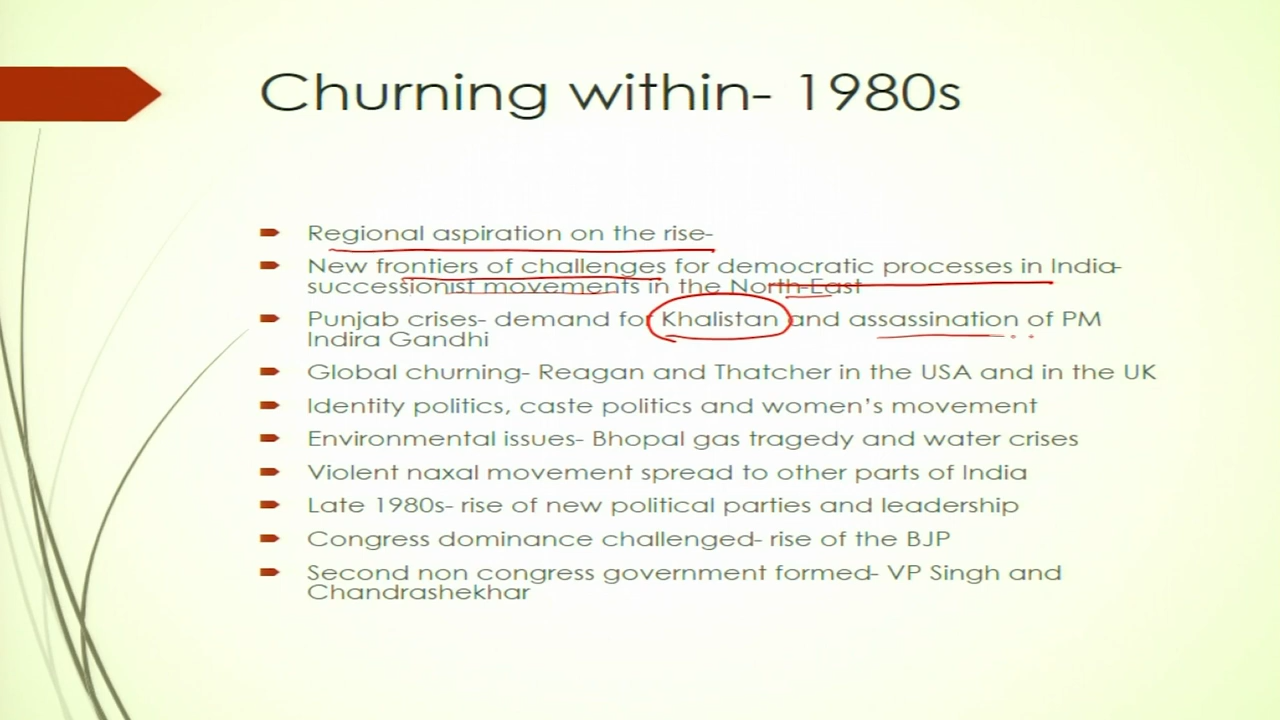 Churning within- 1980s
Regional aspiration on the rise-
New frontiers of challenges for democratic processes in India-
successionist movements in the North-East
Punjab crises- demand for Khalistan and assassination of PM
Indira Gandhi
Global churning- Reagan and Thatcher in the USA and in the UK
Identity politics, caste politics and women's movement
Environmental issues- Bhopal gas tragedy and water crises
Violent naxal movement spread to other parts of India
Late 1980s- rise of new political parties and leadership
Congress dominance challenged- rise of the BJP
Second non congress government formed- VP Singh and
Chandrashekhar